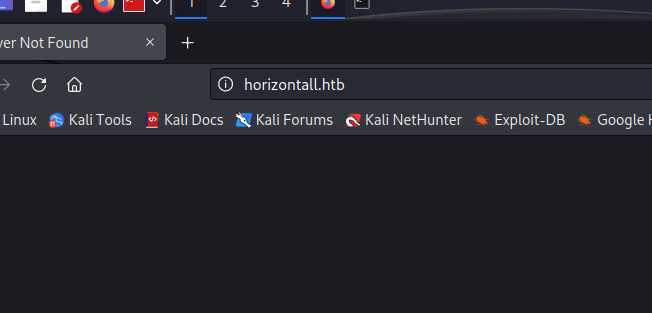 1 2 3 4
ver Not Found
horizontall.htb
Linux Kali Tools Kali Docs Kali Forums Kali NetHunter Exploit-DB Google